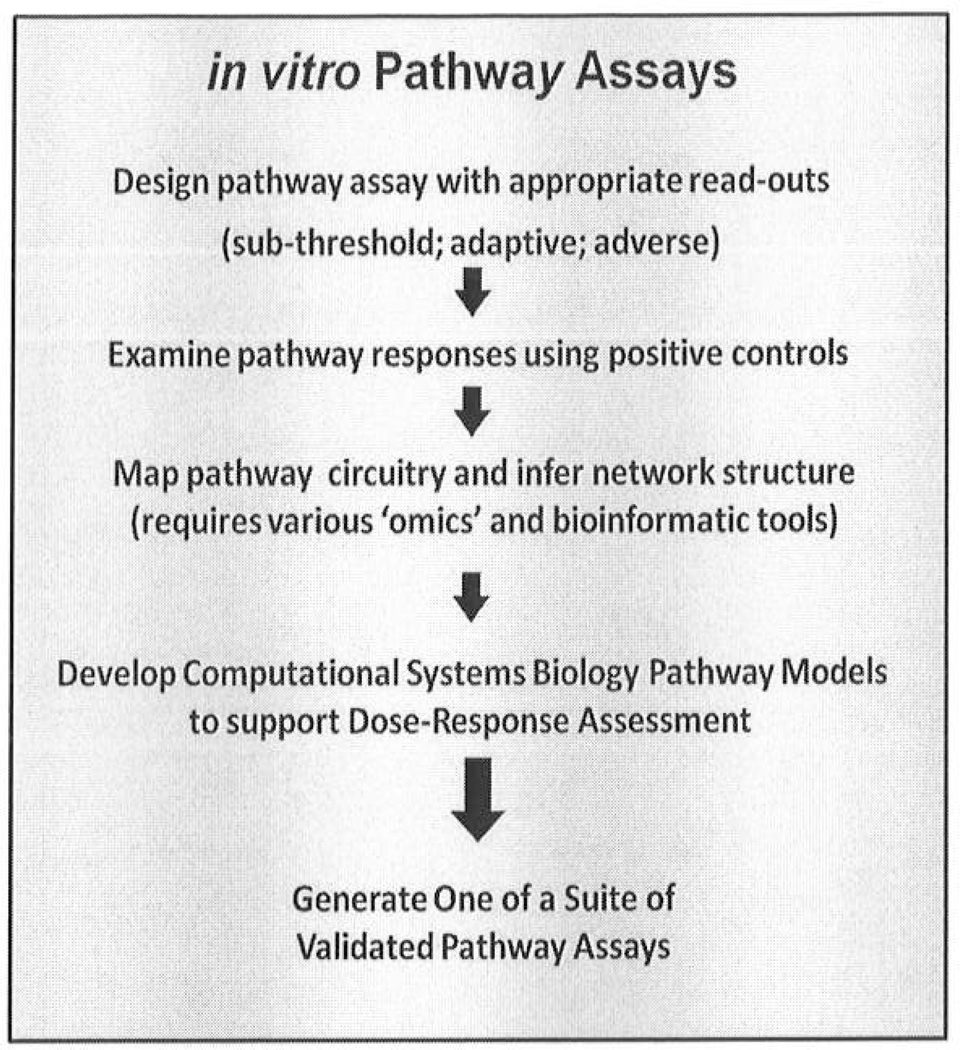 in vitro Pathway Assays
Design pathway assay with appropriate read-outs
(sub-threshold; adaptive; adverse)
Examine pathway responses using positive controls
Map pathway circuitry and infer network structure
(requires various ‘omics’ and bioinformatic tools)
Develop Computational Systems Biology Pathway Models
to support Dose-Response Assessment
Generate One of a Suite of
Validated Pathway Assays